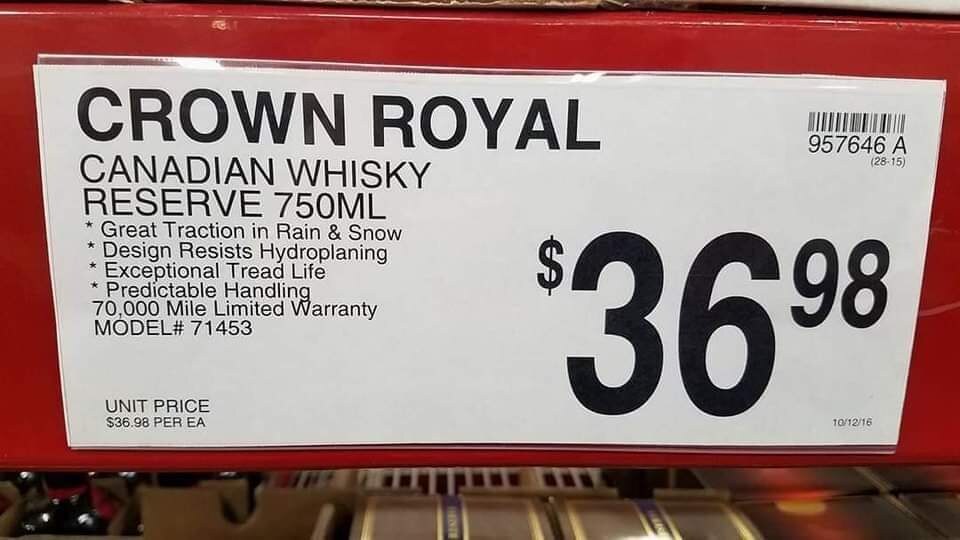 CROWN ROYAL
CANADIAN WHISKY
RESERVE 750ML
* Great Traction in Rain & Snow
* Design Resists Hydroplaning
* Exceptional Tread Life
* Predictable Handling
70,000 Mile Limited Warranty
MODEL# 71453
UNIT PRICE
$36.98 PER EA
957646 A
(28-15)
$36 98
10/12/16